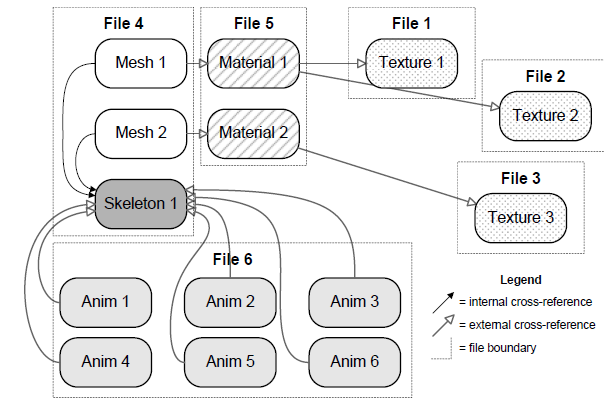 File 4
File 5
File 1
Mesh 1
Material 1
Texture 1
File 2
Texture 2
Mesh 2
Material 2
File 3
Skeleton 1
Texture 3
File 6
Anim 1
Anim 2
Anim 3
Anim 4
Anim 5
Anim 6
Legend
= internal cross-reference
= external cross-reference
= file boundary